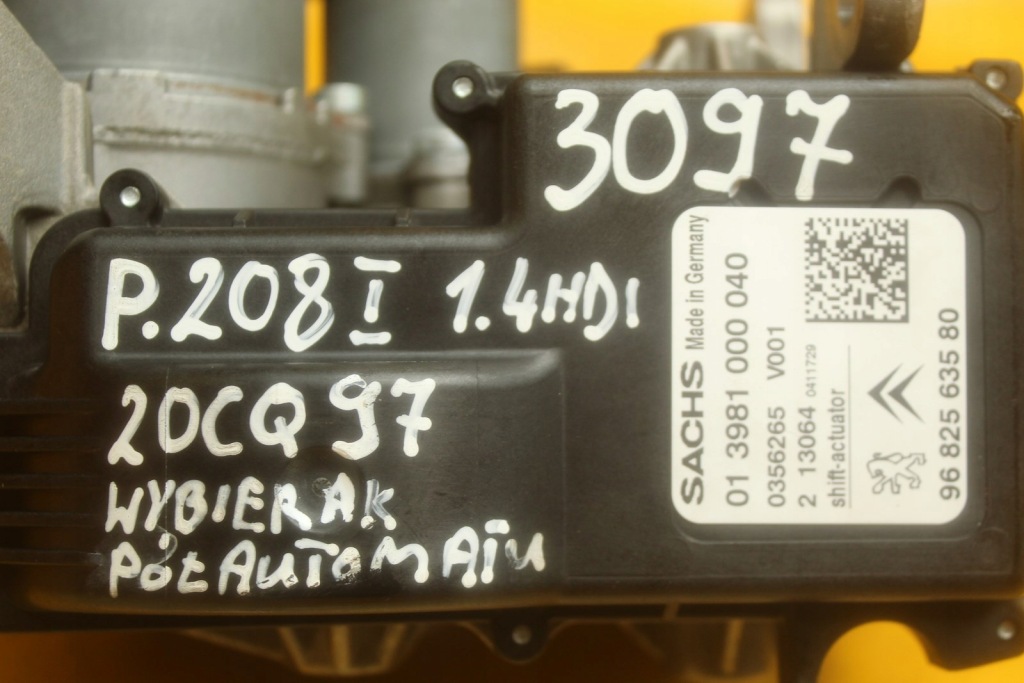 3097
P.208 I 1.4HDI
20CQ97
WYBIERAK
PÓŁAUTOMATU
SACHS Made in Germany
01 3981 000 040
0356265 V001
2 13064 0411729
shift-actuator
96 825 635 80